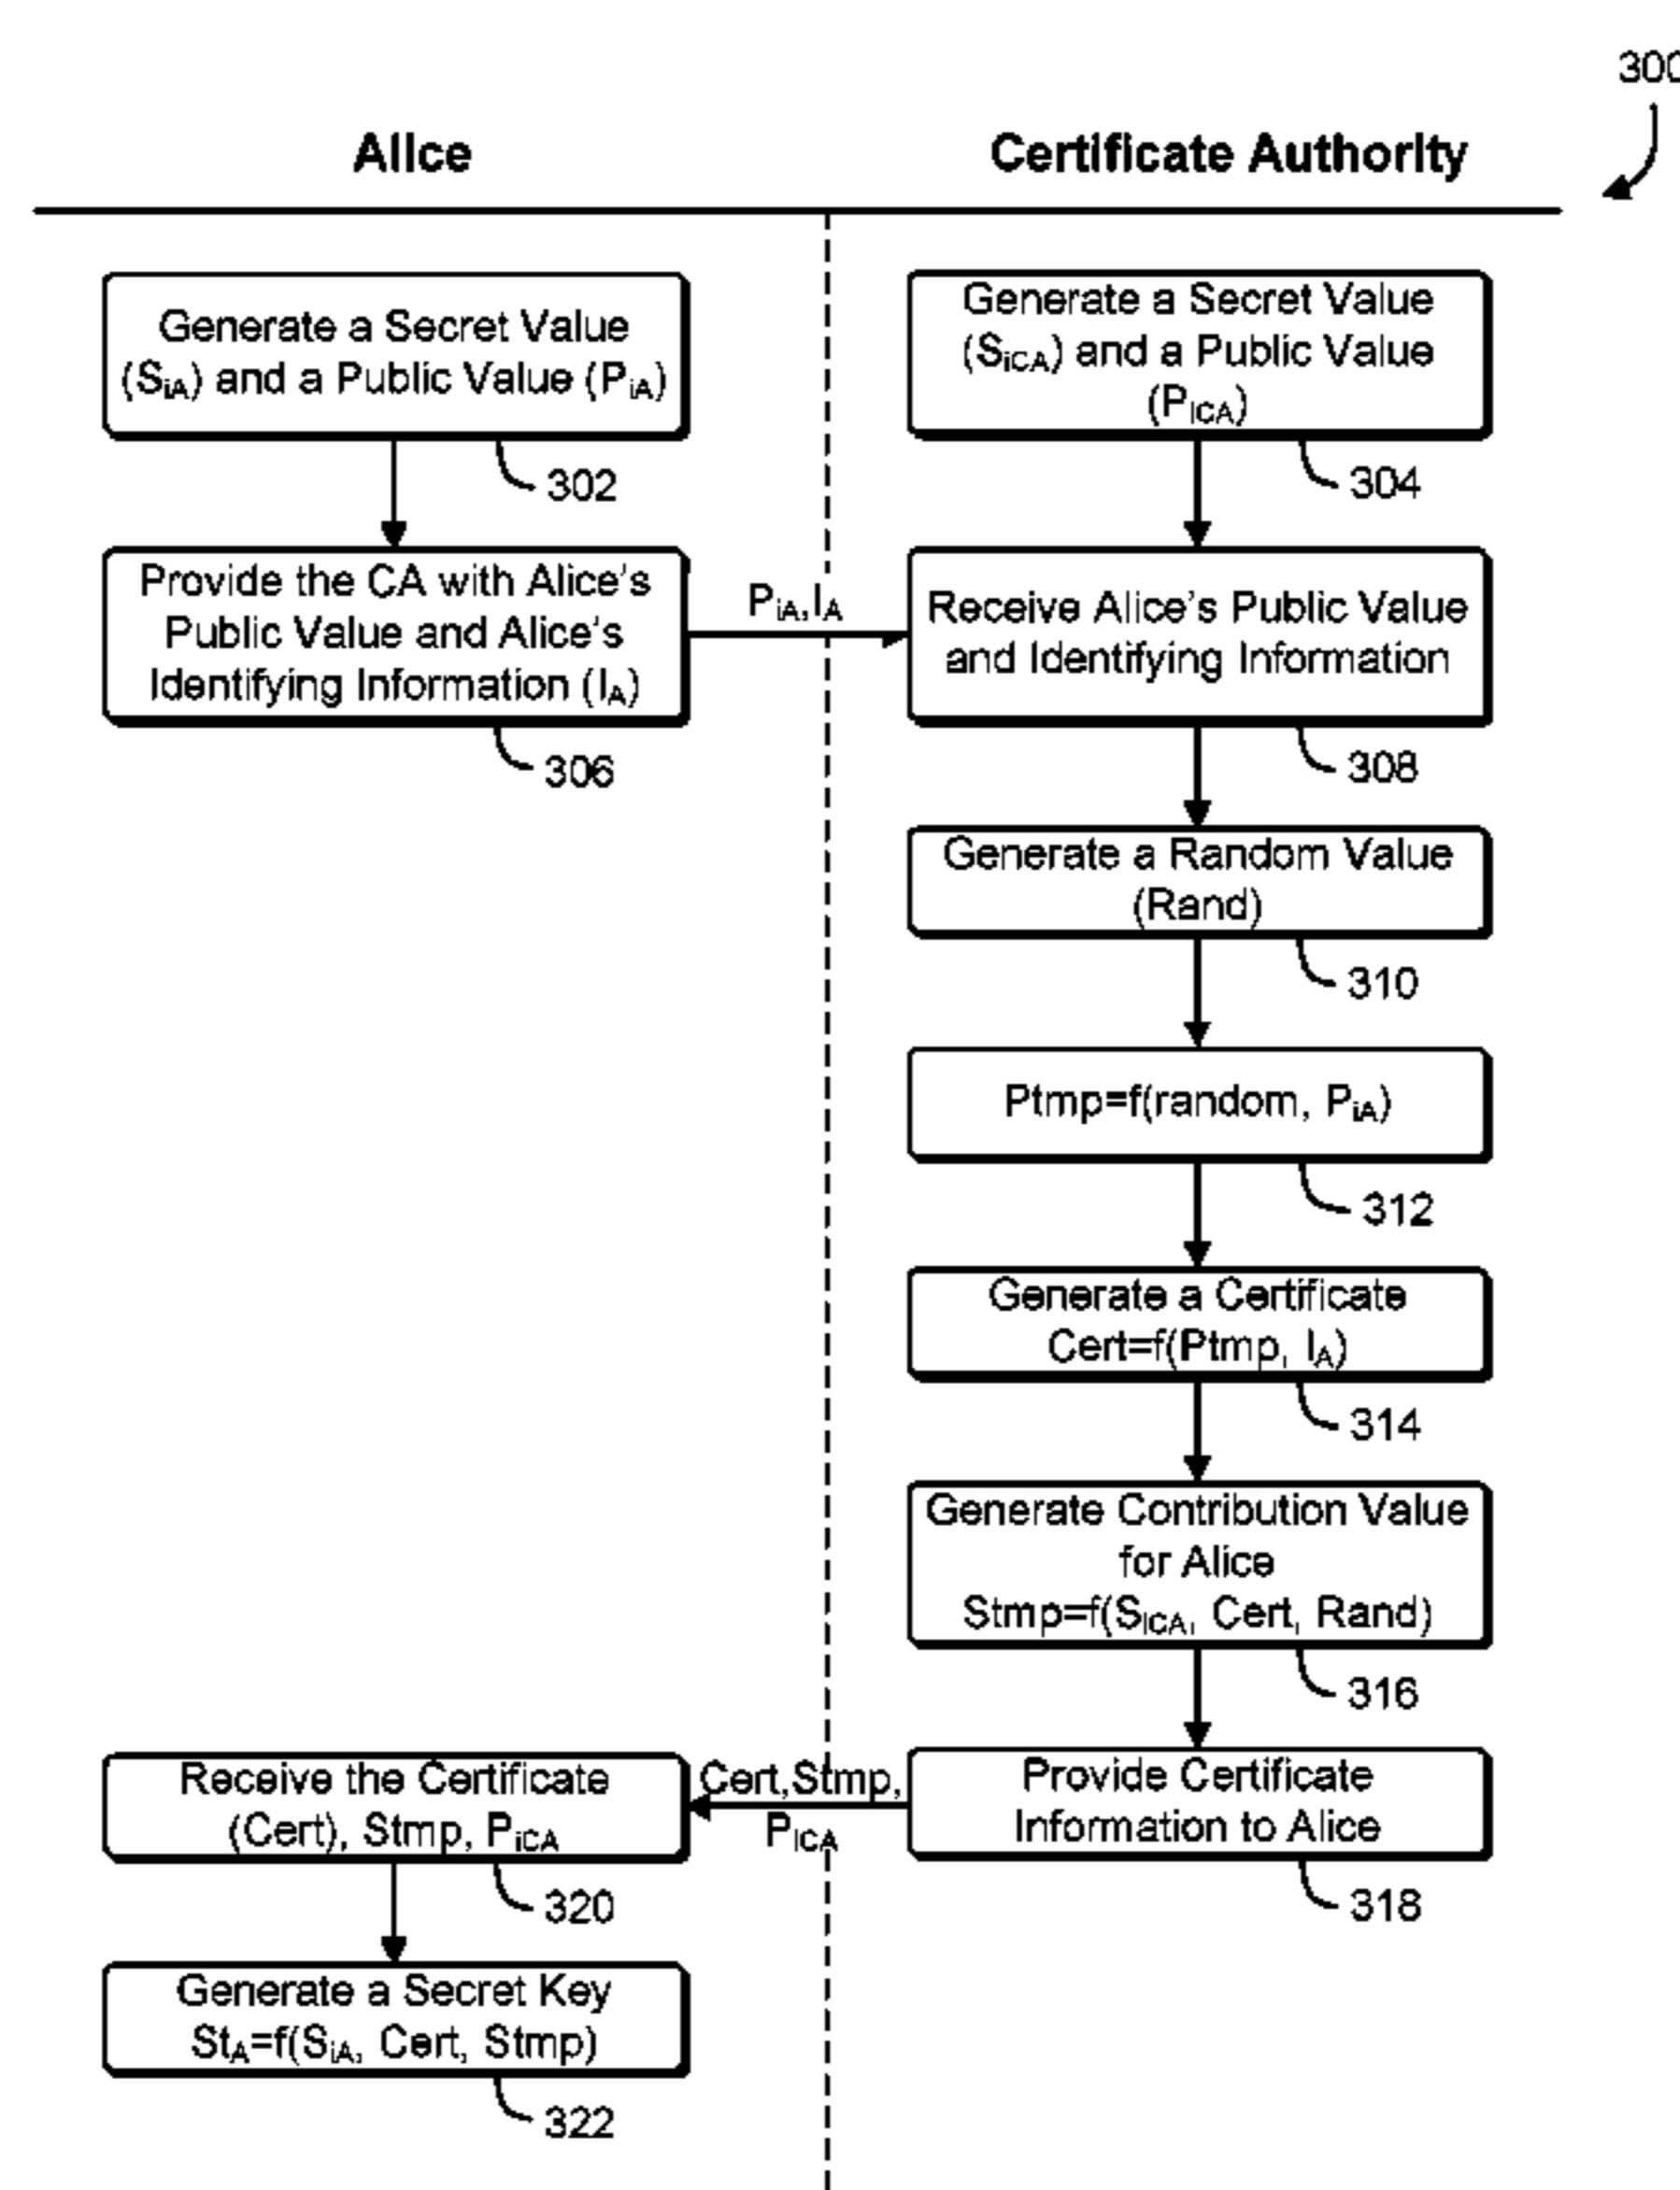 300
Alice
Certificate Authority
Generate a Secret Value
(SiA) and a Public Value (PiA)
302
Generate a Secret Value
(SiCA) and a Public Value
(PiCA)
304
Provide the CA with Alice's
Public Value and Alice's
Identifying Information (IA)
306
PiA,IA
Receive Alice's Public Value
and Identifying Information
308
Generate a Random Value
(Rand)
310
Ptmp=f(random, PiA)
312
Generate a Certificate
Cert=f(Ptmp, IA)
314
Generate Contribution Value
for Alice
Stmp=f(SiCA, Cert, Rand)
316
Provide Certificate
Information to Alice
318
Cert,Stmp,
PiCA
Receive the Certificate
(Cert), Stmp, PiCA
320
Generate a Secret Key
StA=f(SiA, Cert, Stmp)
322